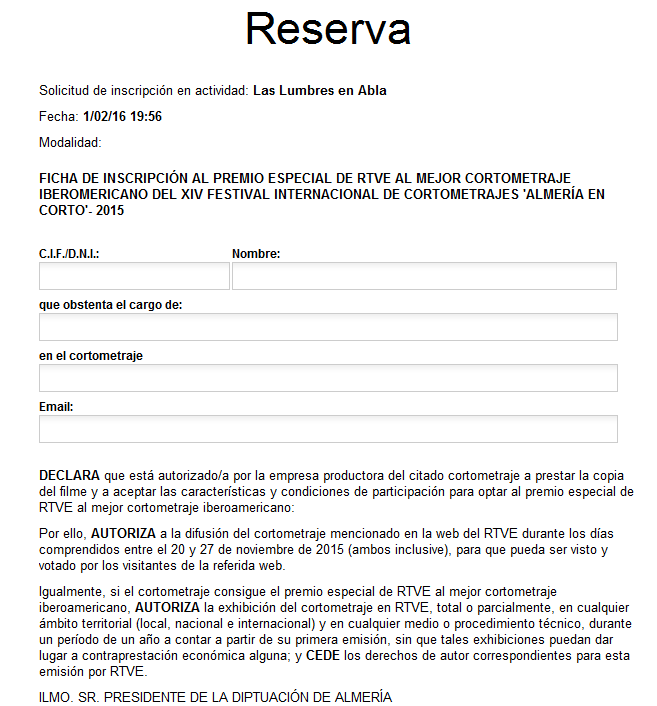 Reserva
Solicitud de inscripción en actividad: Las Lumbres en Abla
Fecha: 1/02/16 19:56
Modalidad:
FICHA DE INSCRIPCIÓN AL PREMIO ESPECIAL DE RTVE AL MEJOR CORTOMETRAJE
IBEROMERICANO DEL XIV FESTIVAL INTERNACIONAL DE CORTOMETRAJES 'ALMERÍA EN
CORTO'- 2015
C.I.F./D.N.I.: Nombre:
que obstenta el cargo de:
en el cortometraje
Email:
DECLARA que está autorizado/a por la empresa productora del citado cortometraje a prestar la copia
del filme y a aceptar las características y condiciones de participación para optar al premio especial de
RTVE al mejor cortometraje iberoamericano:
Por ello, AUTORIZA a la difusión del cortometraje mencionado en la web del RTVE durante los días
comprendidos entre el 20 y 27 de noviembre de 2015 (ambos inclusive), para que pueda ser visto y
votado por los visitantes de la referida web.
Igualmente, si el cortometraje consigue el premio especial de RTVE al mejor cortometraje
iberoamericano, AUTORIZA la exhibición del cortometraje en RTVE, total o parcialmente, en cualquier
ámbito territorial (local, nacional e internacional) y en cualquier medio o procedimiento técnico, durante
un período de un año a contar a partir de su primera emisión, sin que tales exhibiciones puedan dar
lugar a contraprestación económica alguna; y CEDE los derechos de autor correspondientes para esta
emisión por RTVE.
ILMO. SR. PRESIDENTE DE LA DIPTUACIÓN DE ALMERÍA